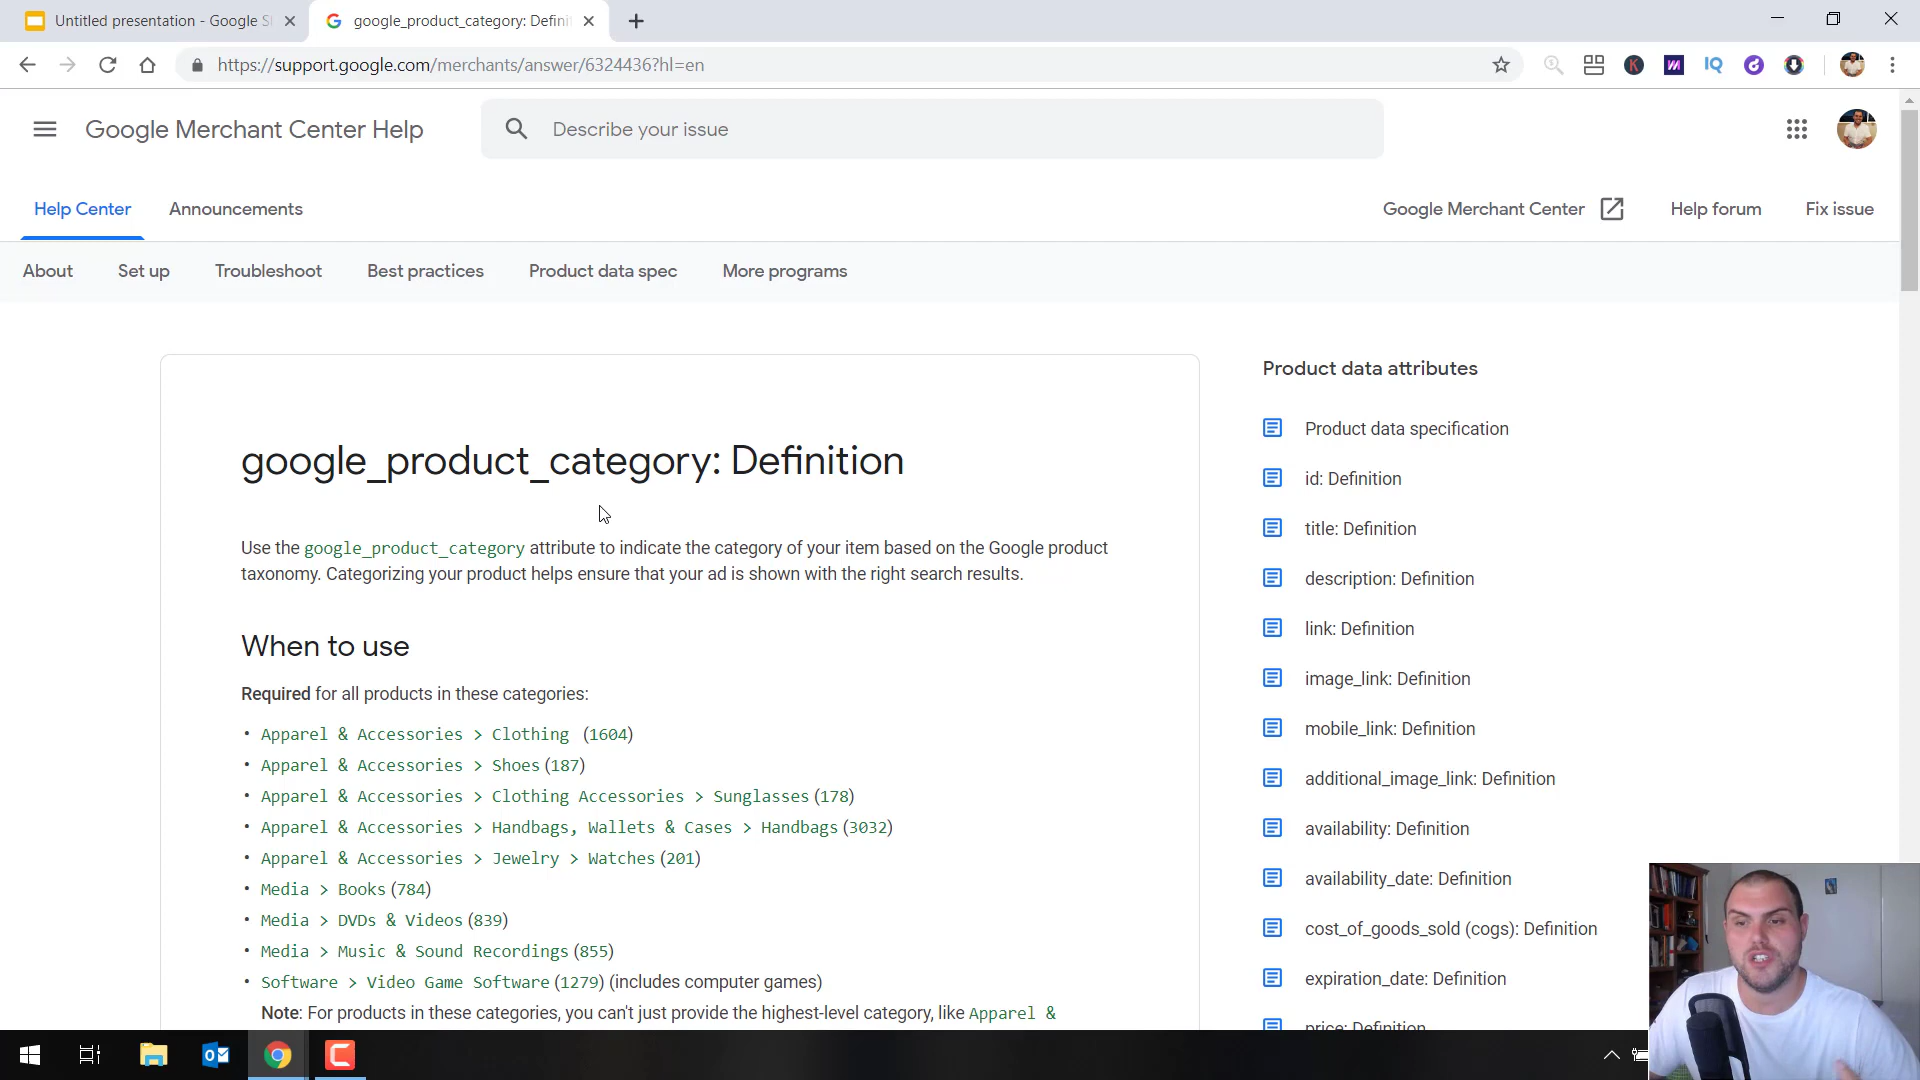 Untitled presentation - Google S
google_product_category: Defini
https://support.google.com/merchants/answer/6324436?hl=en
IQ
Google Merchant Center Help
Describe your issue
Help Center
Announcements
Google Merchant Center
Help forum
Fix issue
About
Set up
Troubleshoot
Best practices
Product data spec
More programs
google_product_category: Definition
Use the google_product_category attribute to indicate the category of your item based on the Google product
taxonomy. Categorizing your product helps ensure that your ad is shown with the right search results.
When to use
Required for all products in these categories:
• Apparel & Accessories > Clothing (1604)
• Apparel & Accessories > Shoes (187)
• Apparel & Accessories > Clothing Accessories > Sunglasses (178)
• Apparel & Accessories > Handbags, Wallets & Cases > Handbags (3032)
• Apparel & Accessories > Jewelry > Watches (201)
• Media > Books (784)
• Media > DVDs & Videos (839)
• Media > Music & Sound Recordings (855)
• Software > Video Game Software (1279) (includes computer games)
Note: For products in these categories, you can't just provide the highest-level category, like Apparel &
Product data attributes
Product data specification
id: Definition
title: Definition
description: Definition
link: Definition
image_link: Definition
mobile_link: Definition
additional_image_link: Definition
availability: Definition
availability_date: Definition
cost_of_goods_sold (cogs): Definition
expiration_date: Definition
price: Definition